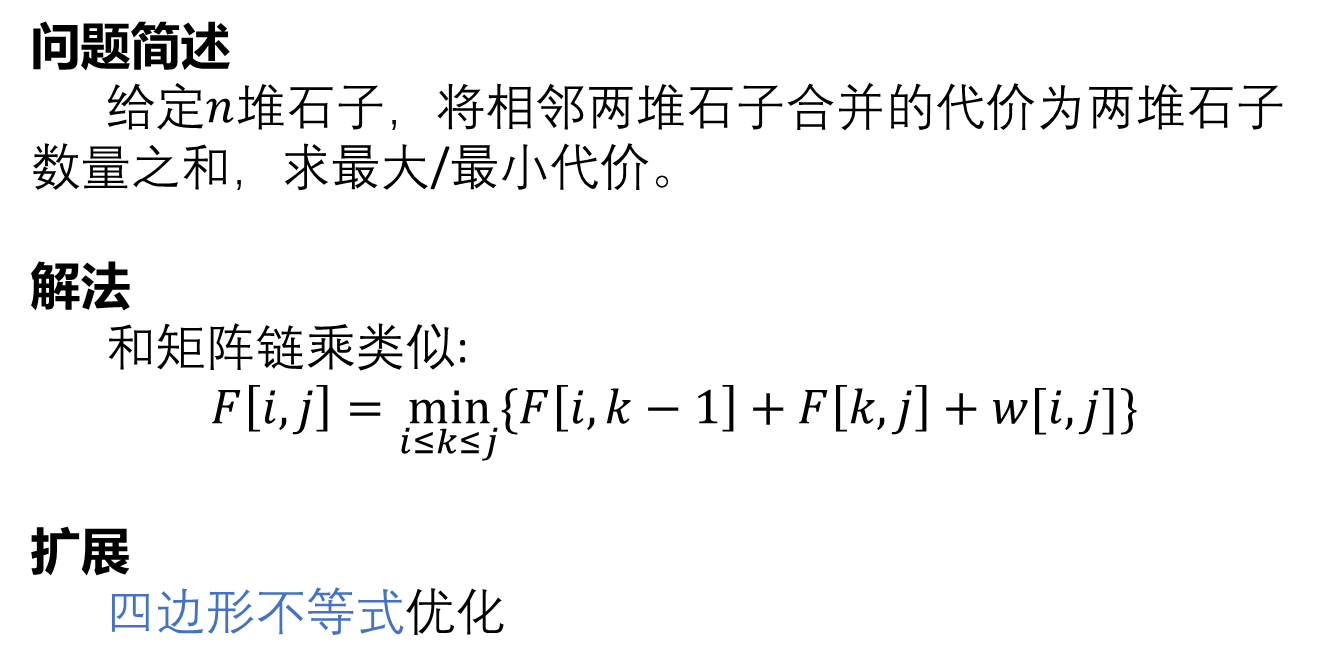 问题简述
给定n堆石子，将相邻两堆石子合并的代价为两堆石子
数量之和，求最大/最小代价。
解法
和矩阵链乘类似:
F[i, j] = min{F[i, k − 1] + F[k, j] + w[i, j]}
i≤k≤j
扩展
四边形不等式优化